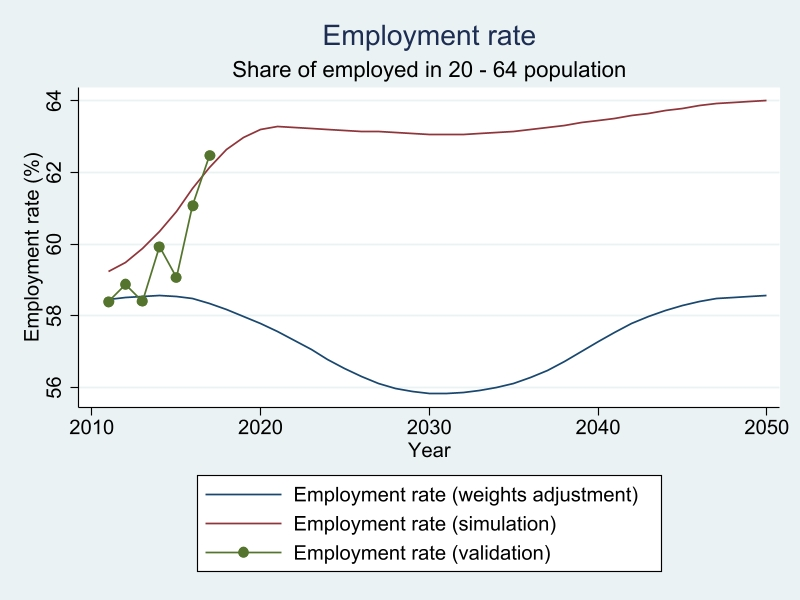 Employment rate
Share of employed in 20 - 64 population
Employment rate (%)
64
62
60
58
56
2010
2020
2030
2040
2050
Year
Employment rate (weights adjustment)
Employment rate (simulation)
Employment rate (validation)